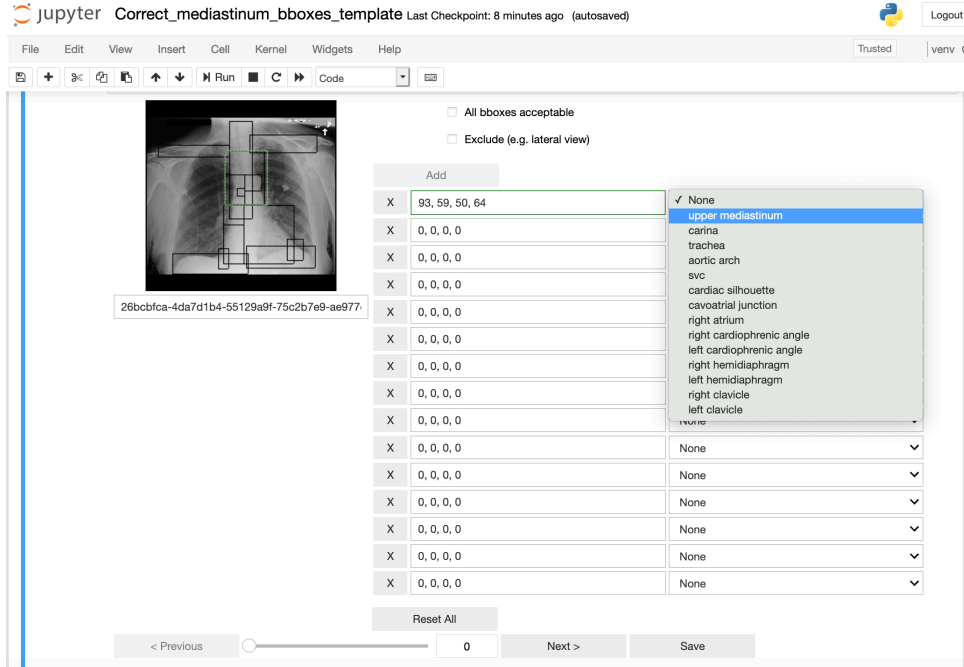 jupyter Correct_mediastinum_bboxes_template Last Checkpoint: 8 minutes ago (autosaved)
Logout
File Edit View Insert Cell Kernel Widgets Help
Trusted venv
Run Code
All bboxes acceptable
Exclude (e.g. lateral view)
Add
X 93, 59, 50, 64
✓ None
upper mediastinum
carina
trachea
aortic arch
svc
cardiac silhouette
cavoatrial junction
right atrium
right cardiophrenic angle
left cardiophrenic angle
right hemidiaphragm
left hemidiaphragm
right clavicle
left clavicle
26bcbfca-4da7d1b4-55129a9f-75c2b7e9-ae977
X 0, 0, 0, 0
X 0, 0, 0, 0
X 0, 0, 0, 0
X 0, 0, 0, 0
X 0, 0, 0, 0
X 0, 0, 0, 0
X 0, 0, 0, 0
X 0, 0, 0, 0 None
X 0, 0, 0, 0 None
X 0, 0, 0, 0 None
X 0, 0, 0, 0 None
X 0, 0, 0, 0 None
X 0, 0, 0, 0 None
X 0, 0, 0, 0 None
Reset All
< Previous 0 Next > Save